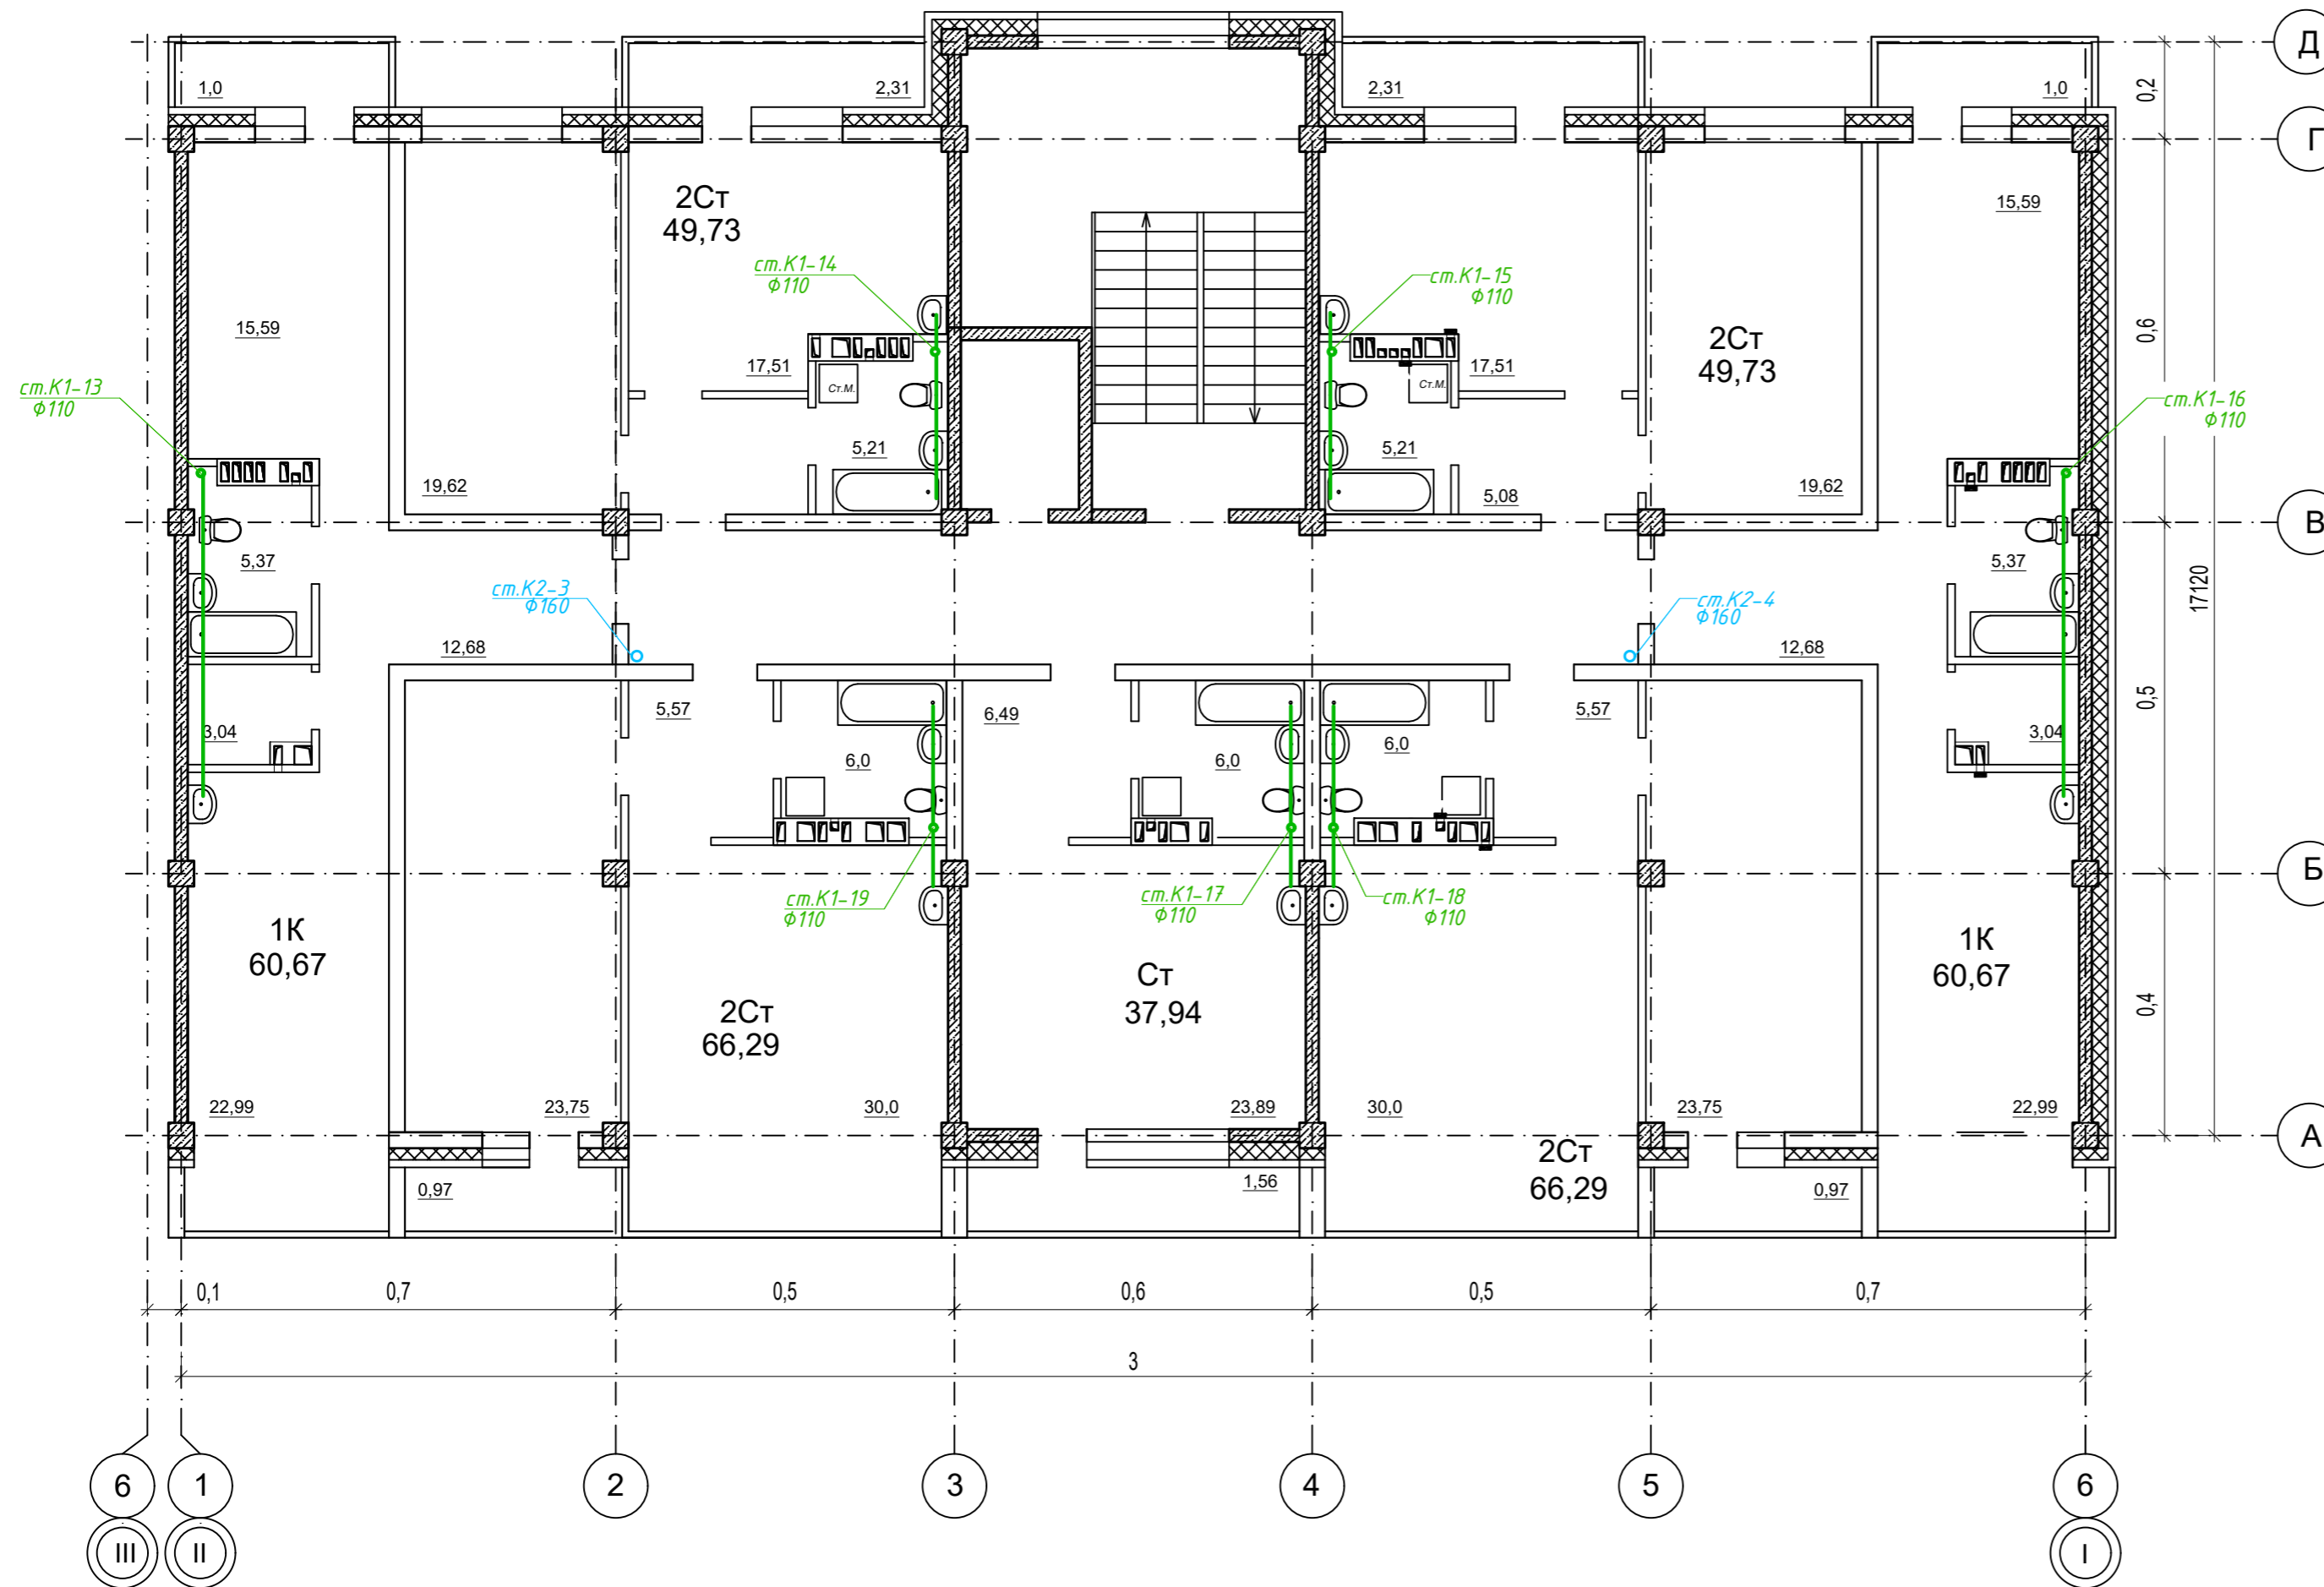 Д
1,0
2,31
2,31
1,0
0,2
Г
2Ст
49,73
15,59
ст.К1-14
ф110
ст.К1-15
ф110
15,59
2Ст
49,73
0,6
17,51
17,51
Ст.М.
Ст.М.
ст.К1-13
ф110
ст.К1-16
ф110
5,21
5,21
19,62
5,08
19,62
В
5,37
5,37
ст.К2-3
ф160
ст.К2-4
ф160
17120
12,68
12,68
5,57
6,49
5,57
0,5
3,04
3,04
6,0
6,0
6,0
Б
ст.К1-19
ф110
ст.К1-17
ф110
ст.К1-18
ф110
1К
60,67
1К
60,67
Ст
37,94
2Ст
66,29
0,4
22,99
23,75
30,0
23,89
30,0
23,75
22,99
А
2Ст
66,29
0,97
1,56
0,97
0,1
0,7
0,5
0,6
0,5
0,7
3
6
1
2
3
4
5
6
III
II
I